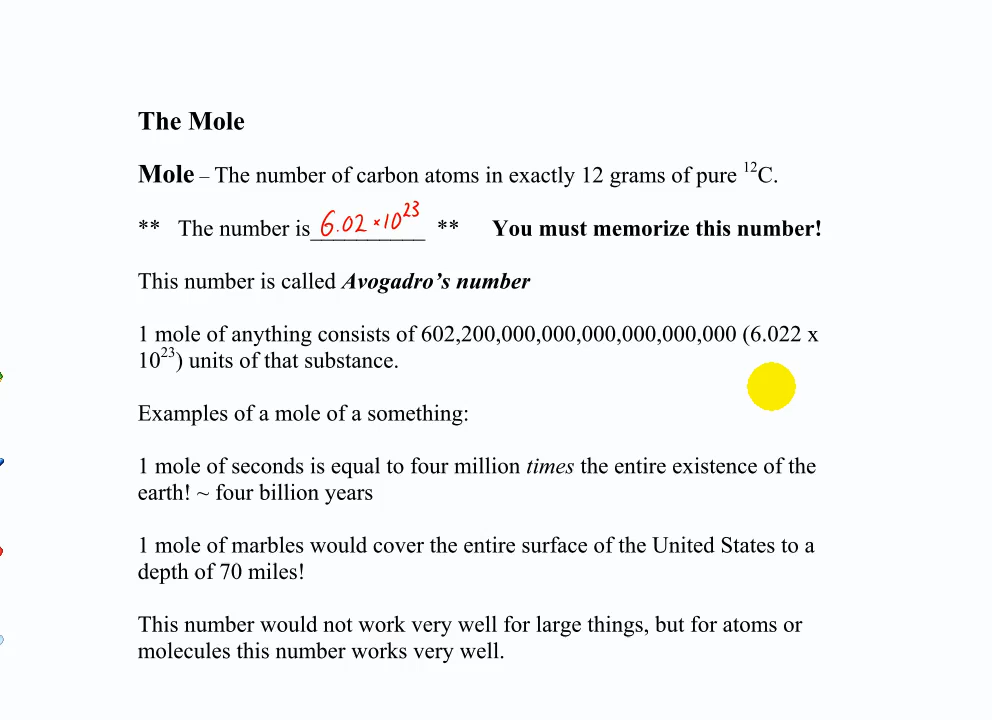 The Mole
Mole – The number of carbon atoms in exactly 12 grams of pure ¹²C.
** The number is 6.02 × 10²³ ** You must memorize this number!
This number is called Avogadro’s number
1 mole of anything consists of 602,200,000,000,000,000,000,000 (6.022 x
10²³) units of that substance.
Examples of a mole of a something:
1 mole of seconds is equal to four million times the entire existence of the
earth! ~ four billion years
1 mole of marbles would cover the entire surface of the United States to a
depth of 70 miles!
This number would not work very well for large things, but for atoms or
molecules this number works very well.